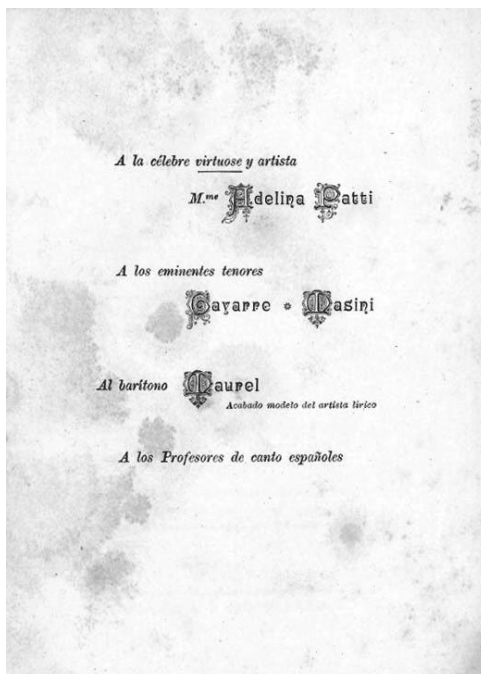 A la célebre virtuose y artista
M.me Adelina Patti
A los eminentes tenores
Gayarre * Masini
Al barítono Maurel
Acabado modelo del artista lírico
A los Profesores de canto españoles